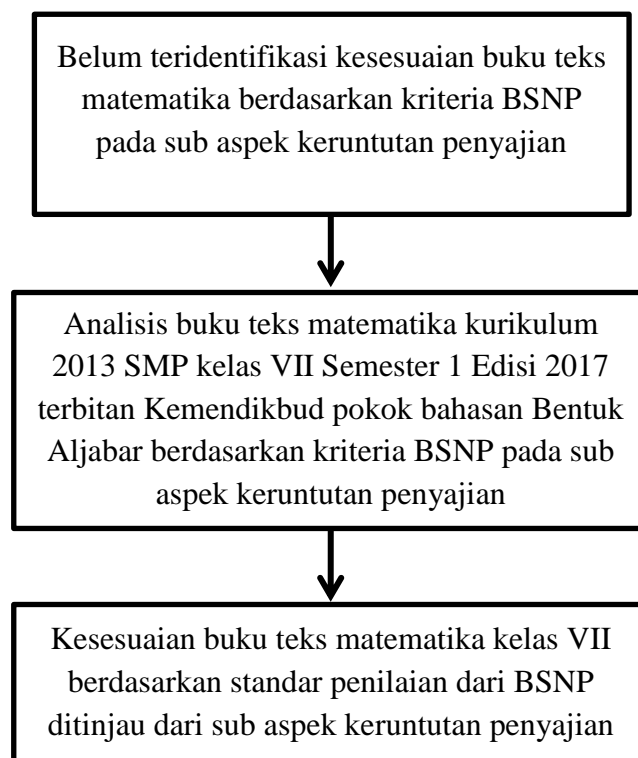 Belum teridentifikasi kesesuaian buku teks
matematika berdasarkan kriteria BSNP
pada sub aspek keruntutan penyajian
Analisis buku teks matematika kurikulum
2013 SMP kelas VII Semester 1 Edisi 2017
terbitan Kemendikbud pokok bahasan Bentuk
Aljabar berdasarkan kriteria BSNP pada sub
aspek keruntutan penyajian
Kesesuaian buku teks matematika kelas VII
berdasarkan standar penilaian dari BSNP
ditinjau dari sub aspek keruntutan penyajian